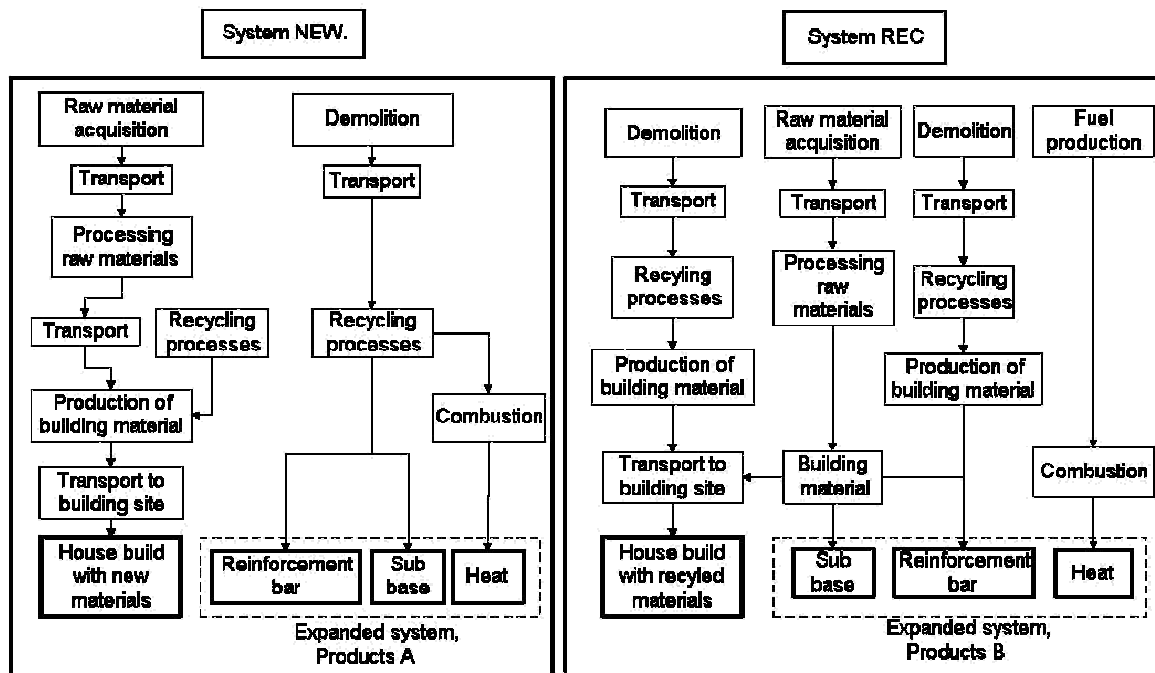 System NEW.
System REC
Raw material
acquisition
Demolition
Transport
Transport
Processing
raw materials
Transport
Recycling
processes
Recycling
processes
Production of
building material
Combustion
Transport to
building site
House build
with new
materials
Reinforcement
bar
Sub
base
Heat
Expanded system,
Products A
Demolition
Raw material
acquisition
Demolition
Fuel
production
Transport
Transport
Transport
Recyling
processes
Processing
raw
materials
Recycling
processes
Production of
building material
Production of
building material
Transport to
building site
Building
material
Combustion
House build
with recyled
materials
Sub
base
Reinforcement
bar
Heat
Expanded system,
Products B